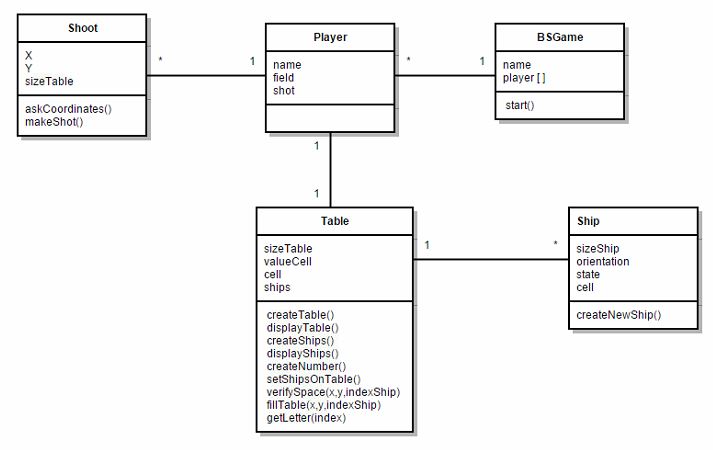 Shoot
X
Y
sizeTable
askCoordinates()
makeShot()
*
1
Player
name
field
shot
*
1
BSGame
name
player [ ]
start()
1
1
Table
sizeTable
valueCell
cell
ships
createTable()
displayTable()
createShips()
displayShips()
createNumber()
setShipsOnTable()
verifySpace(x,y,indexShip)
fillTable(x,y,indexShip)
getLetter(index)
1
*
Ship
sizeShip
orientation
state
cell
createNewShip()